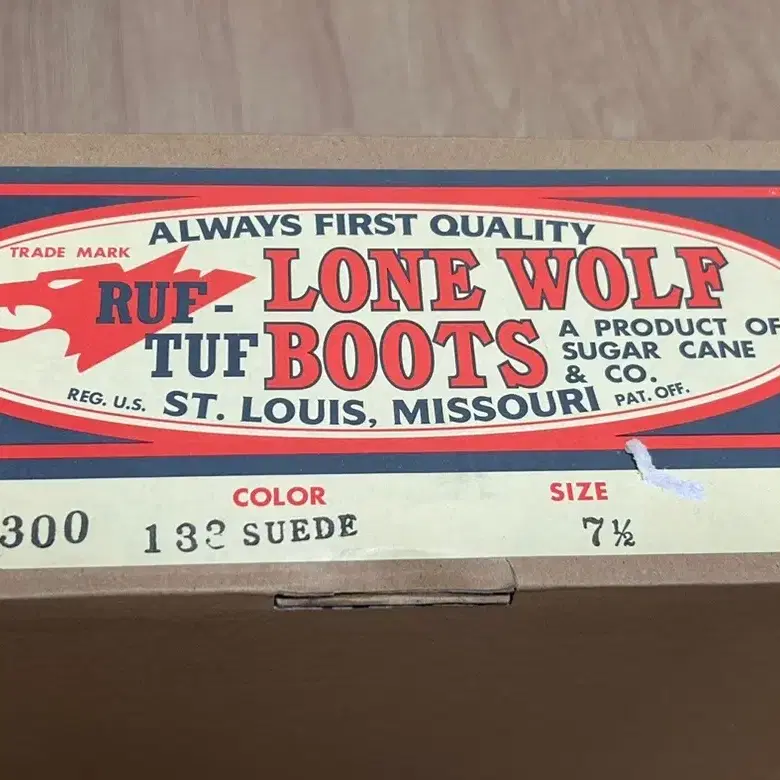 ALWAYS FIRST QUALITY
TRADE MARK
RUF-
TUF
LONE WOLF
BOOTS
A PRODUCT OF
SUGAR CANE
& CO.
REG. U.S.
ST. LOUIS, MISSOURI
PAT. OFF.
COLOR
SIZE
300
133 SUEDE
7½